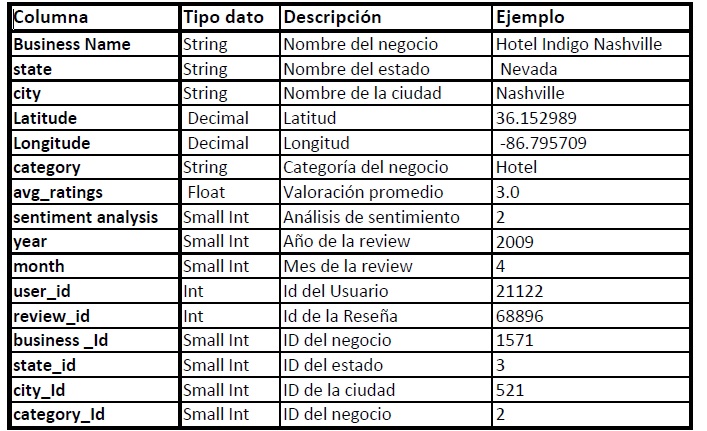 Columna Tipo dato Descripción Ejemplo
Business Name String Nombre del negocio Hotel Indigo Nashville
state String Nombre del estado Nevada
city String Nombre de la ciudad Nashville
Latitude Decimal Latitud 36.152989
Longitude Decimal Longitud -86.795709
category String Categoría del negocio Hotel
avg_ratings Float Valoración promedio 3.0
sentiment analysis Small Int Análisis de sentimiento 2
year Small Int Año de la review 2009
month Small Int Mes de la review 4
user_id Int Id del Usuario 21122
review_id Int Id de la Reseña 68896
business _Id Small Int ID del negocio 1571
state_id Small Int ID del estado 3
city_Id Small Int ID de la ciudad 521
category_Id Small Int ID del negocio 2